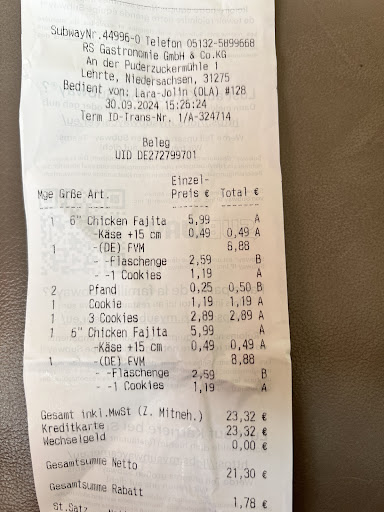 SubwayNr.44996-0 Telefon 05132-5899668
RS Gastronomie GmbH & Co.KG
An der Puderzuckermühle 1
Lehrte, Niedersachsen, 31275
Bedient von: Lara-Jolin (OLA) #128
30.09.2024 15:25:24
Term ID-Trans-Nr. 1/A-324714
Beleg
UID DE272799701
Einzel-
Mge Grße Art. Preis € Total €
1 6" Chicken Fajita 5,99 A
-Käse +15 cm 0,49 0,49 A
1 -(DE) FVM 8,88
- -Flaschenge 2,59 B
- -1 Cookies 1,19 A
2 Pfand 0,25 0,50 B
1 Cookie 1,19 1,19 A
1 3 Cookies 2,89 2,89 A
1 6" Chicken Fajita 5,99 A
-Käse +15 cm 0,49 0,49 A
1 -(DE) FVM 8,88
- -Flaschenge 2,59 B
- -1 Cookies 1,19 A
Gesamt inkl.MwSt (Z. Mitneh.) 23,32 €
Kreditkarte 23,32 €
Wechselgeld 0,00 €
Gesamtsumme Netto 21,30 €
Gesamtsumme Rabatt 1,78 €
St.Satz